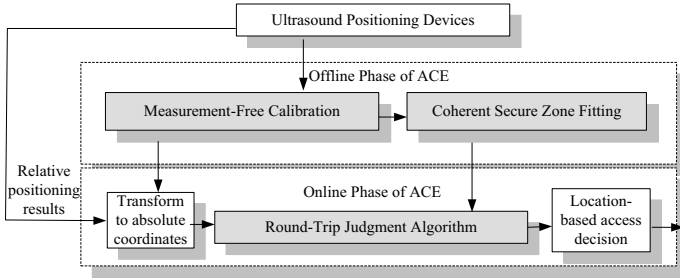 Ultrasound Positioning Devices
Offline Phase of ACE
Measurement-Free Calibration
Coherent Secure Zone Fitting
Relative
positioning
results
Online Phase of ACE
Transform
to absolute
coordinates
Round-Trip Judgment Algorithm
Location-
based access
decision